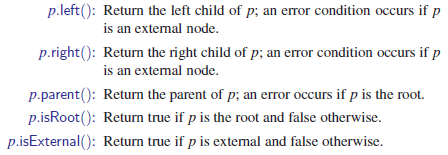 p.left(): Return the left child of p; an error condition occurs if p
is an external node.
p.right(): Return the right child of p; an error condition occurs if p
is an external node.
p.parent(): Return the parent of p; an error occurs if p is the root.
p.isRoot(): Return true if p is the root and false otherwise.
p.isExternal(): Return true if p is external and false otherwise.